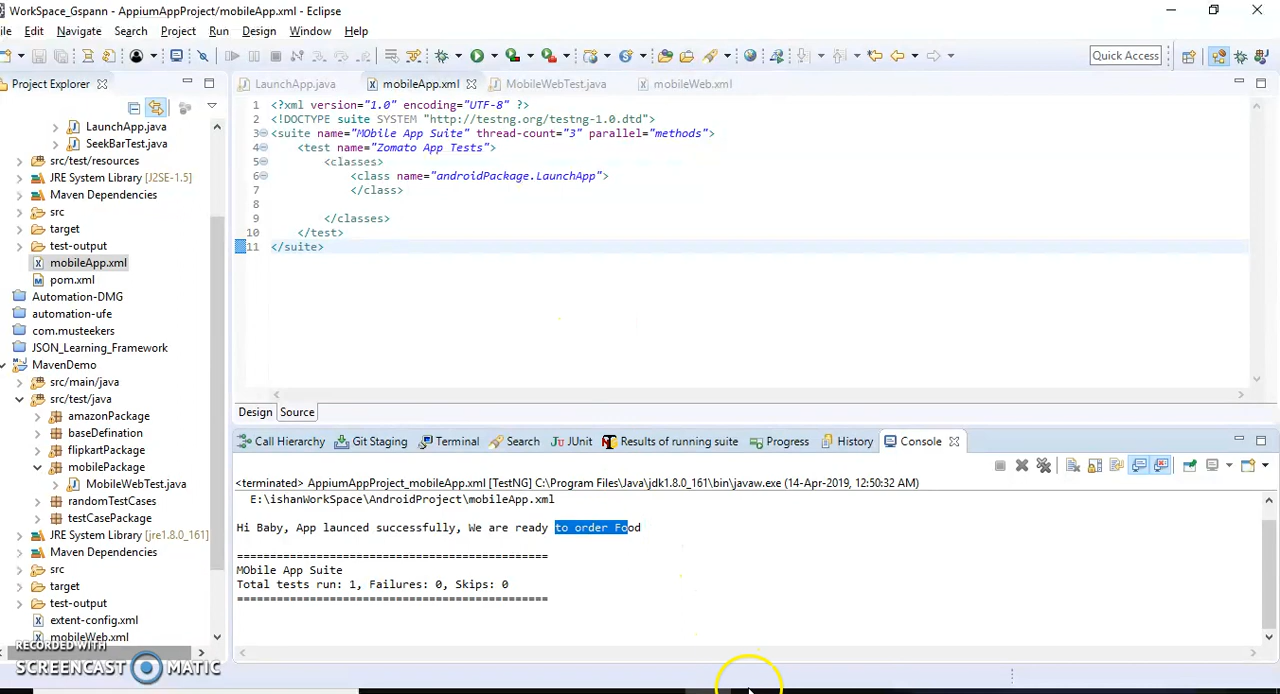 WorkSpace_Gspann - AppiumAppProject/mobileApp.xml - Eclipse
ile Edit Navigate Search Project Run Design Window Help
Quick Access
Project Explorer
LaunchApp.java
SeekBarTest.java
src/test/resources
JRE System Library [J2SE-1.5]
Maven Dependencies
src
target
test-output
mobileApp.xml
pom.xml
Automation-DMG
automation-ufe
com.musteekers
JSON_Learning_Framework
MavenDemo
src/main/java
src/test/java
amazonPackage
baseDefination
flipkartPackage
mobilePackage
MobileWebTest.java
randomTestCases
testCasePackage
JRE System Library [jre1.8.0_161]
Maven Dependencies
src
target
test-output
extent-config.xml
mobileWeb.xml
RECORDED WITH
SCREENCAST MATIC
LaunchApp.java mobileApp.xml MobileWebTest.java mobileWeb.xml
1 <?xml version="1.0" encoding="UTF-8" ?>
2 <!DOCTYPE suite SYSTEM "http://testng.org/testng-1.0.dtd">
3 <suite name="MObile App Suite" thread-count="3" parallel="methods">
4 <test name="Zomato App Tests">
5 <classes>
6 <class name="androidPackage.LaunchApp">
7 </class>
8
9 </classes>
10 </test>
11 </suite>
Design Source
Call Hierarchy Git Staging Terminal Search JUnit Results of running suite Progress History Console
<terminated> AppiumAppProject_mobileApp.xml [TestNG] C:\Program Files\Java\jdk1.8.0_161\bin\javaw.exe (14-Apr-2019, 12:50:32 AM)
E:\ishanWorkSpace\AndroidProject\mobileApp.xml
Hi Baby, App launced successfully, We are ready to order Food
===============================================
MObile App Suite
Total tests run: 1, Failures: 0, Skips: 0
===============================================